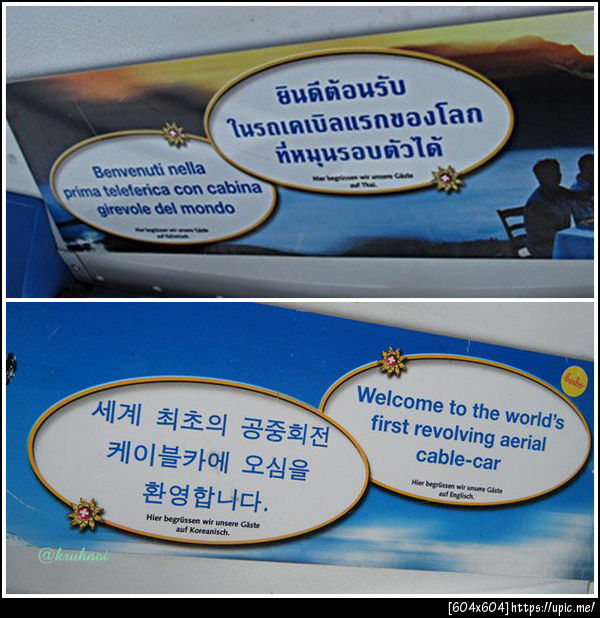 ยินดีต้อนรับ
ในรถเคเบิลแรกของโลก
ที่หมุนรอบตัวได้
Hier begrüssen wir unsere Gäste
auf Thai.
Benvenuti nella
prima teleferica con cabina
girevole del mondo
Hier begrüssen wir unsere Gäste
auf Italienisch.
세계 최초의 공중회전
케이블카에 오심을
환영합니다.
Hier begrüssen wir unsere Gäste
auf Koreanisch.
Welcome to the world's
first revolving aerial
cable-car
Hier begrüssen wir unsere Gäste
auf Englisch.
@kruhnoi
[604x604] https://upic.me/